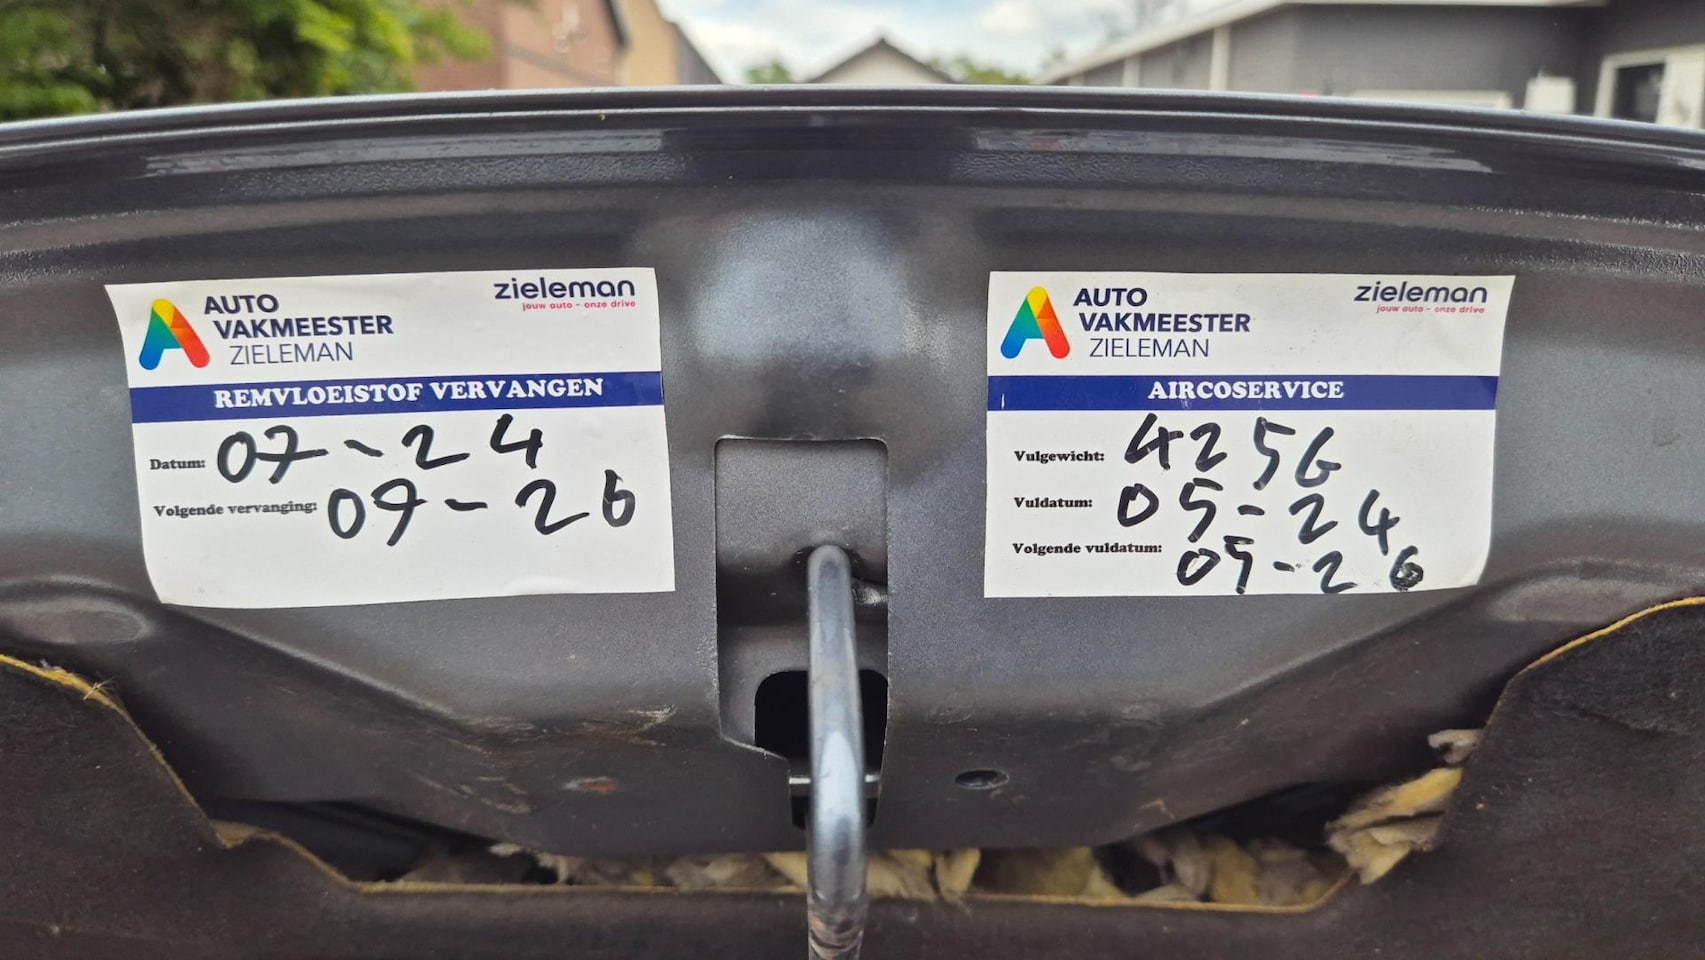 AUTO
VAKMEESTER
ZIELEMAN
zieleman
jouw auto - onze drive
REMVLOEISTOF VERVANGEN
Datum: 07-24
Volgende vervanging: 07-26
AUTO
VAKMEESTER
ZIELEMAN
zieleman
jouw auto - onze drive
AIRCOSERVICE
Vulgewicht: 425G
Vuldatum: 05-24
Volgende vuldatum: 05-26